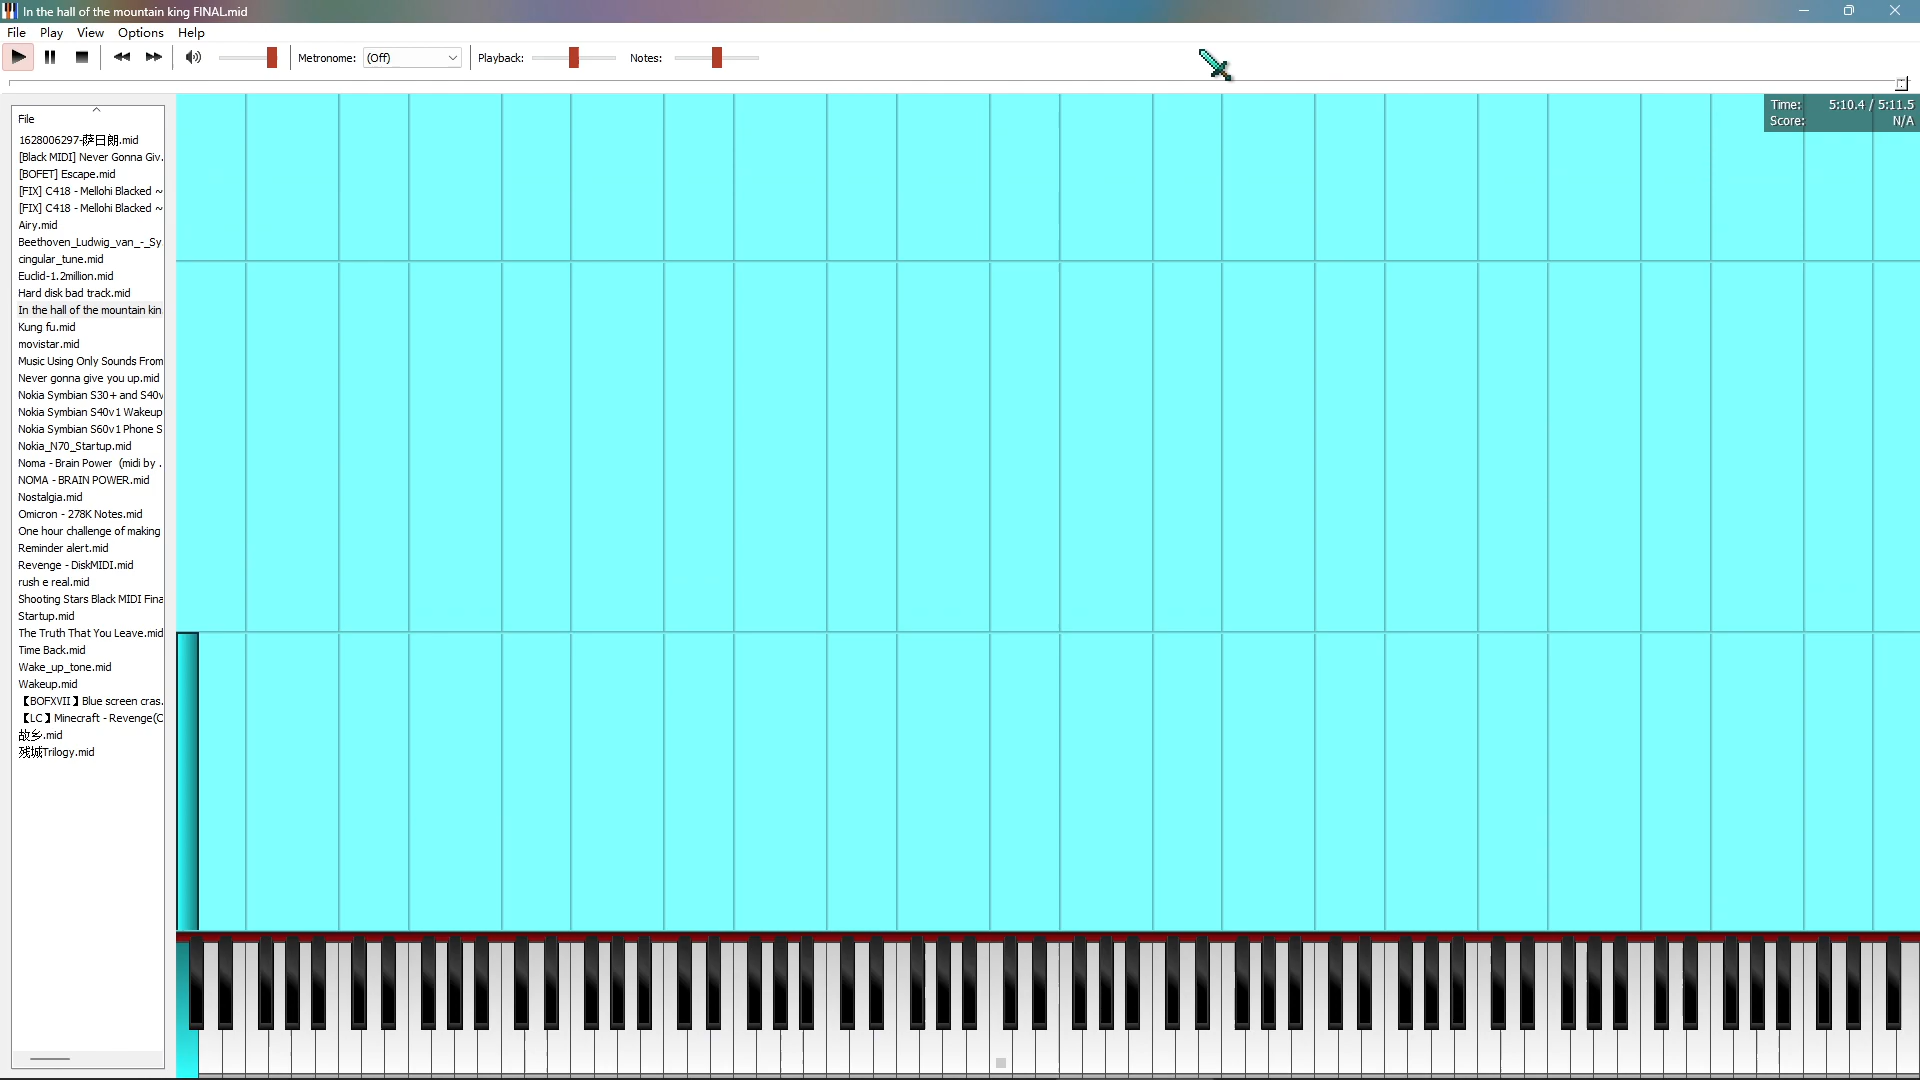 In the hall of the mountain king FINAL.mid
File Play View Options Help
Metronome: (Off) Playback: Notes:
Time: 5:10.4 / 5:11.5
Score: N/A
File
1628006297-萨日朗.mid
[Black MIDI] Never Gonna Giv.
[BOFET] Escape.mid
[FIX] C418 - Mellohi Blacked ~
[FIX] C418 - Mellohi Blacked ~
Airy.mid
Beethoven_Ludwig_van_-_Sy
cingular_tune.mid
Euclid-1.2million.mid
Hard disk bad track.mid
In the hall of the mountain kin
Kung fu.mid
movistar.mid
Music Using Only Sounds From
Never gonna give you up.mid
Nokia Symbian S30+ and S40v
Nokia Symbian S40v1 Wakeup
Nokia Symbian S60v1 Phone S
Nokia_N70_Startup.mid
Noma - Brain Power (midi by .
NOMA - BRAIN POWER.mid
Nostalgia.mid
Omicron - 278K Notes.mid
One hour challenge of making
Reminder alert.mid
Revenge - DiskMIDI.mid
rush e real.mid
Shooting Stars Black MIDI Fina
Startup.mid
The Truth That You Leave.mid
Time Back.mid
Wake_up_tone.mid
Wakeup.mid
【BOFXVII】Blue screen cras.
【LC】Minecraft - Revenge(C
故乡.mid
残城Trilogy.mid